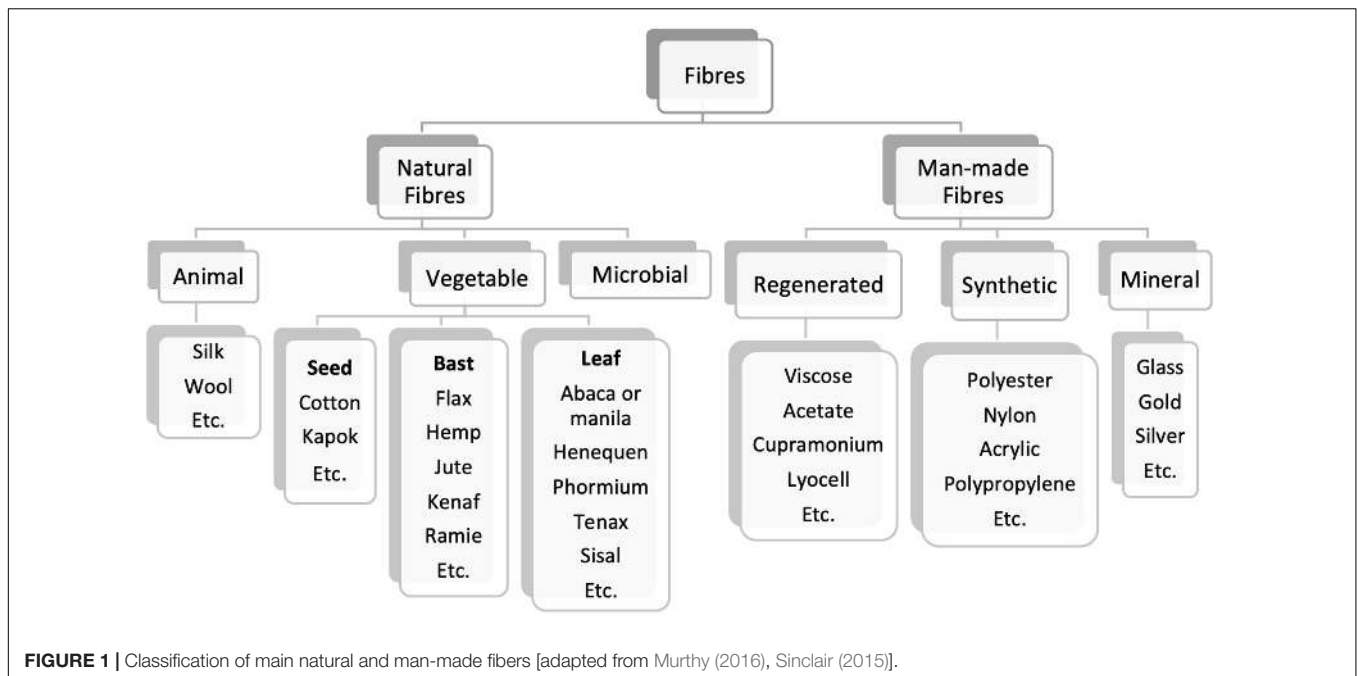 Fibres
Natural
Fibres
Man-made
Fibres
Animal
Vegetable
Microbial
Regenerated
Synthetic
Mineral
Silk
Wool
Etc.
Seed
Cotton
Kapok
Etc.
Bast
Flax
Hemp
Jute
Kenaf
Ramie
Etc.
Leaf
Abaca or
manila
Henequen
Phormium
Tenax
Sisal
Etc.
Viscose
Acetate
Cupramonium
Lyocell
Etc.
Polyester
Nylon
Acrylic
Polypropylene
Etc.
Glass
Gold
Silver
Etc.
FIGURE 1 | Classification of main natural and man-made fibers [adapted from Murthy (2016), Sinclair (2015)].